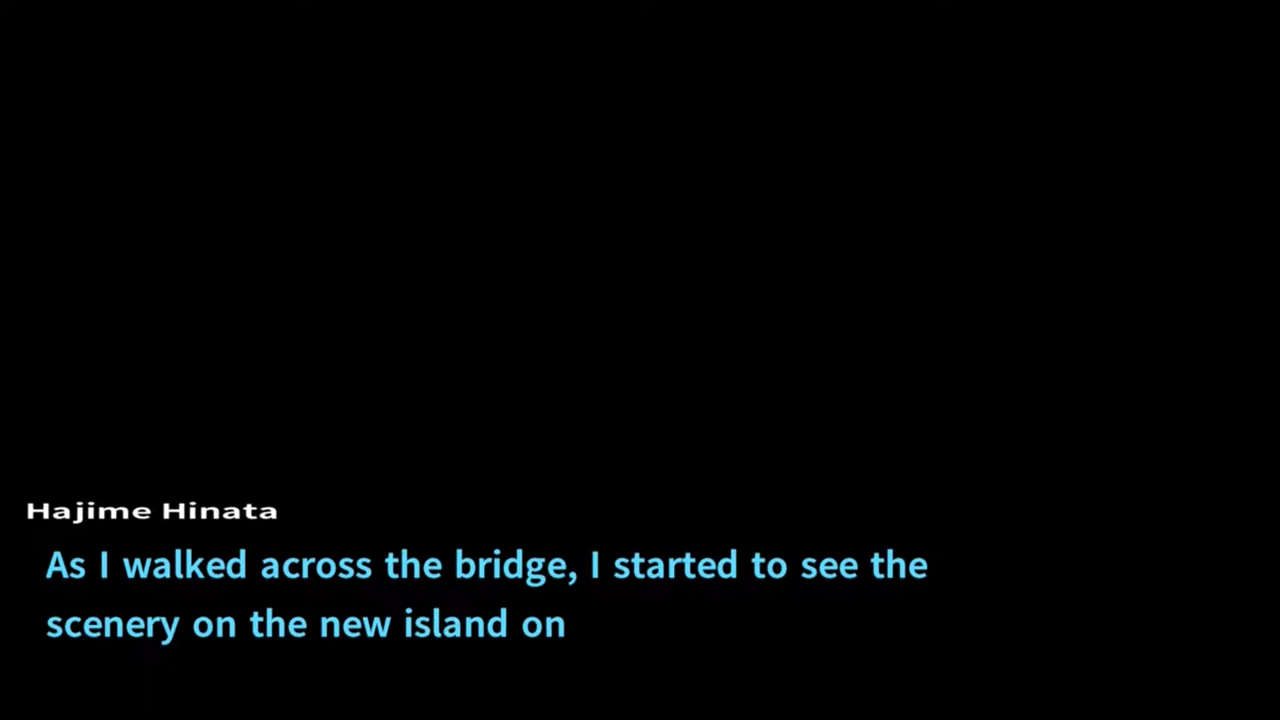 Hajime Hinata
As I walked across the bridge, I started to see the
scenery on the new island on